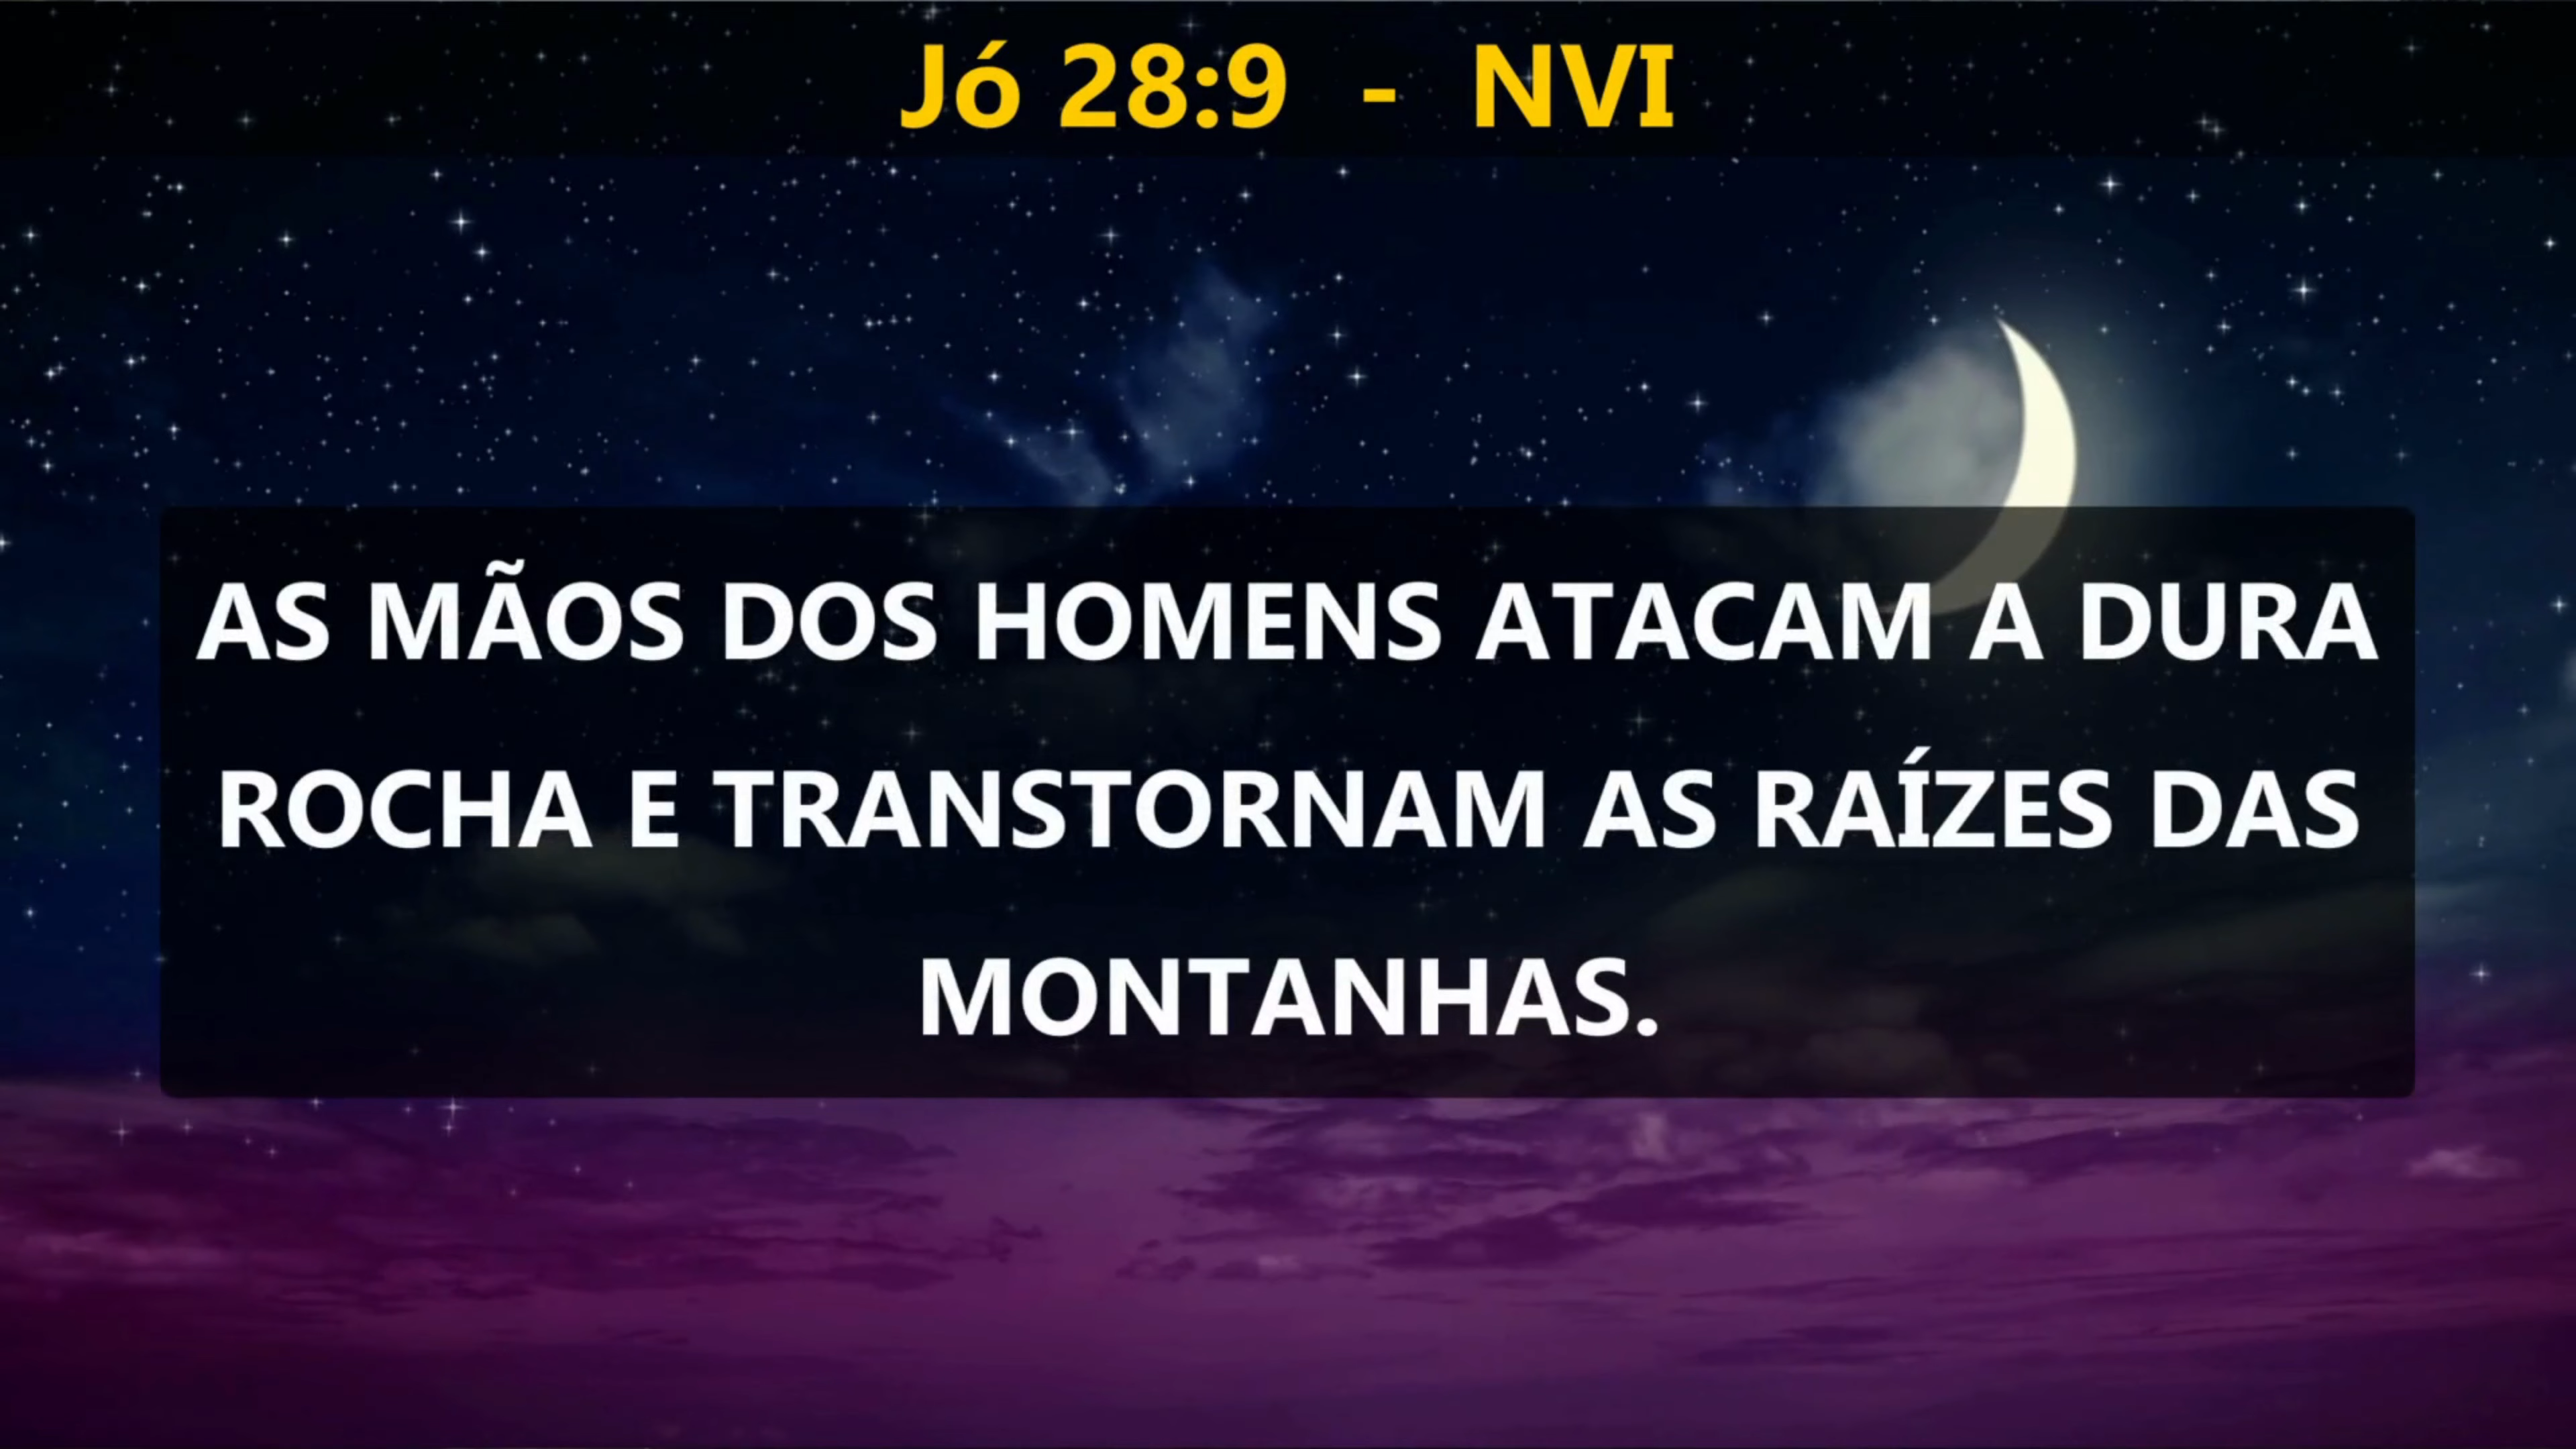 Jó 28:9 - NVI
AS MÃOS DOS HOMENS ATACAM A DURA
ROCHA E TRANSTORNAM AS RAÍZES DAS
MONTANHAS.